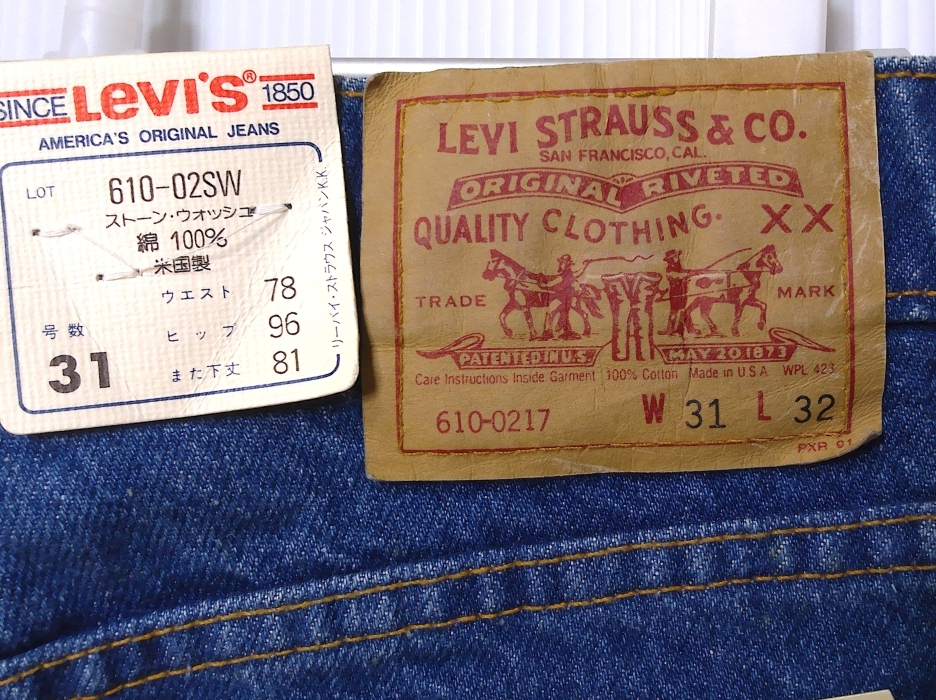 SINCE LEVI'S® 1850
AMERICA'S ORIGINAL JEANS
LOT 610-02SW
ストーン・ウオッシュ
綿 100%
米国製
ウエスト 78
号数 ヒップ 96
31 また下丈 81
リーバイ・ストラウス ジャパンK.K.
LEVI STRAUSS & CO.
SAN FRANCISCO, CAL.
ORIGINAL RIVETED
QUALITY CLOTHING. XX
TRADE MARK
PATENTED IN U.S. MAY 20 1873
Care Instructions Inside Garment 100% Cotton Made in U S A WPL 423
610-0217 W 31 L 32
PXR 01